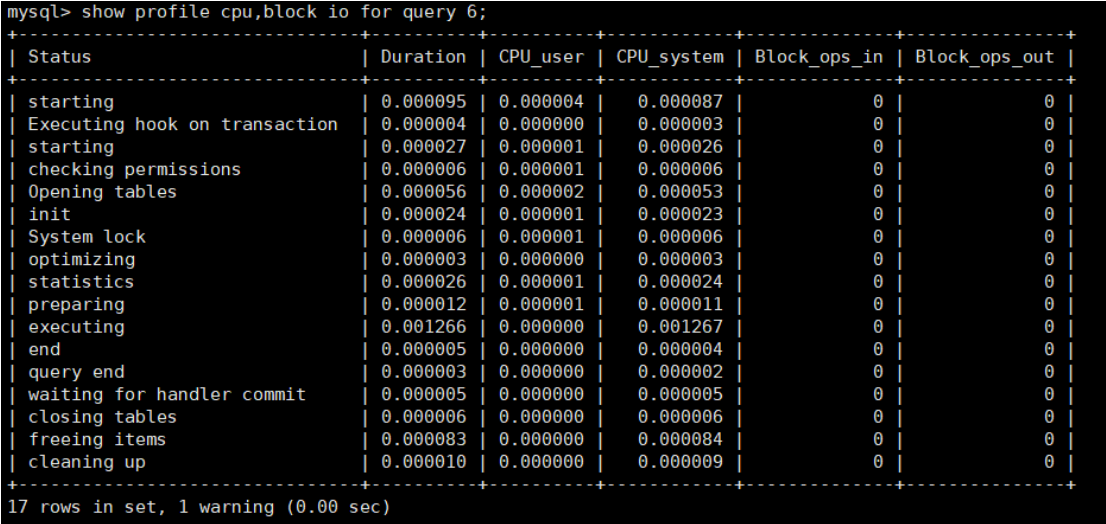 mysql> show profile cpu,block io for query 6;
+--------------------------------+----------+----------+------------+--------------+---------------+
| Status                         | Duration | CPU_user | CPU_system | Block_ops_in | Block_ops_out |
+--------------------------------+----------+----------+------------+--------------+---------------+
| starting                       | 0.000095 | 0.000004 |   0.000087 |            0 |             0 |
| Executing hook on transaction  | 0.000004 | 0.000000 |   0.000003 |            0 |             0 |
| starting                       | 0.000027 | 0.000001 |   0.000026 |            0 |             0 |
| checking permissions           | 0.000006 | 0.000001 |   0.000006 |            0 |             0 |
| Opening tables                 | 0.000056 | 0.000002 |   0.000053 |            0 |             0 |
| init                           | 0.000024 | 0.000001 |   0.000023 |            0 |             0 |
| System lock                    | 0.000006 | 0.000001 |   0.000006 |            0 |             0 |
| optimizing                     | 0.000003 | 0.000000 |   0.000003 |            0 |             0 |
| statistics                     | 0.000026 | 0.000001 |   0.000024 |            0 |             0 |
| preparing                      | 0.000012 | 0.000001 |   0.000011 |            0 |             0 |
| executing                      | 0.001266 | 0.000000 |   0.001267 |            0 |             0 |
| end                            | 0.000005 | 0.000000 |   0.000004 |            0 |             0 |
| query end                      | 0.000003 | 0.000000 |   0.000002 |            0 |             0 |
| waiting for handler commit     | 0.000005 | 0.000000 |   0.000005 |            0 |             0 |
| closing tables                 | 0.000006 | 0.000000 |   0.000006 |            0 |             0 |
| freeing items                  | 0.000083 | 0.000000 |   0.000084 |            0 |             0 |
| cleaning up                    | 0.000010 | 0.000000 |   0.000009 |            0 |             0 |
+--------------------------------+----------+----------+------------+--------------+---------------+
17 rows in set, 1 warning (0.00 sec)